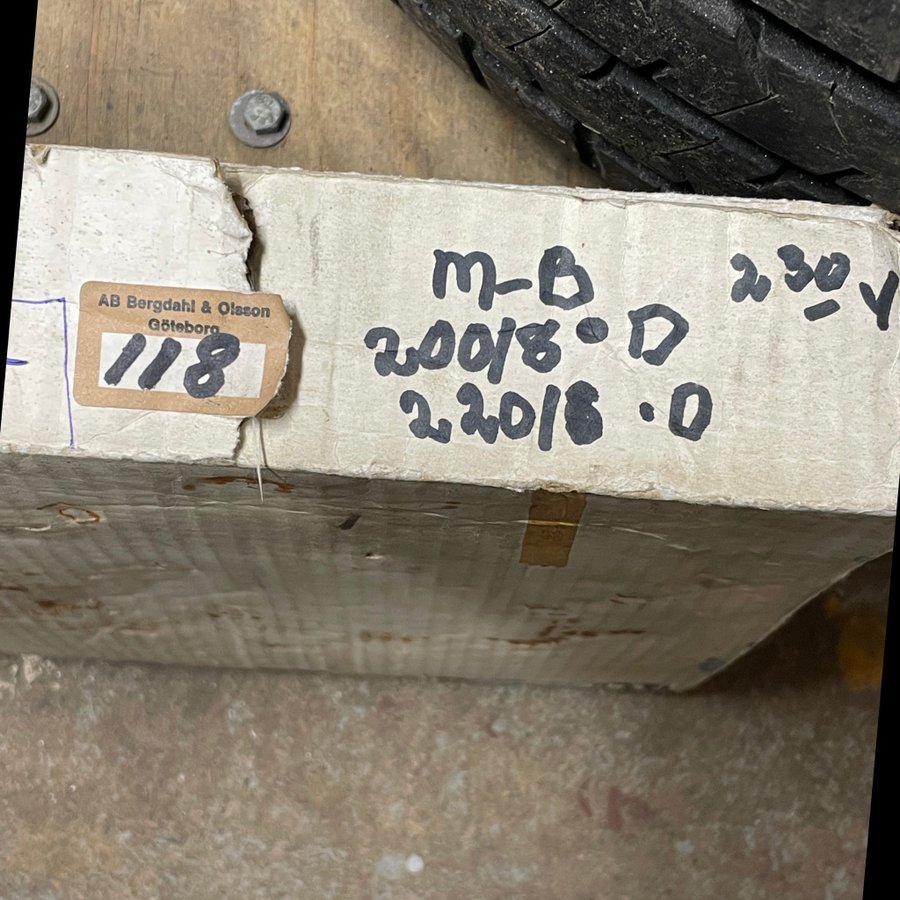 AB Bergdahl & Olsson
Göteborg
118
M-B
200/8 · D
220/8 · D
230 V